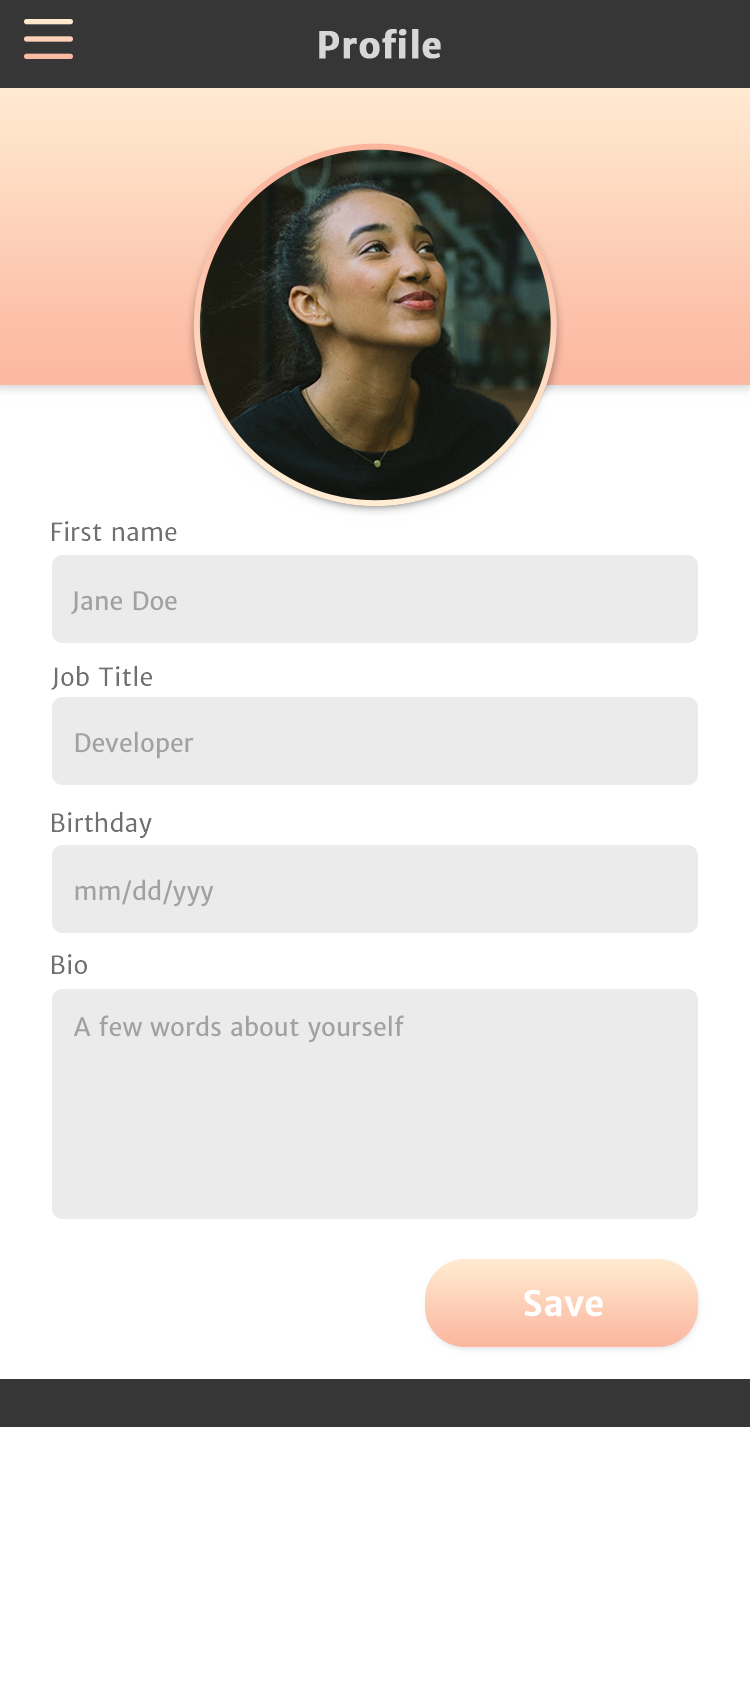 Profile
First name
Jane Doe
Job Title
Developer
Birthday
mm/dd/yyy
Bio
A few words about yourself
Save